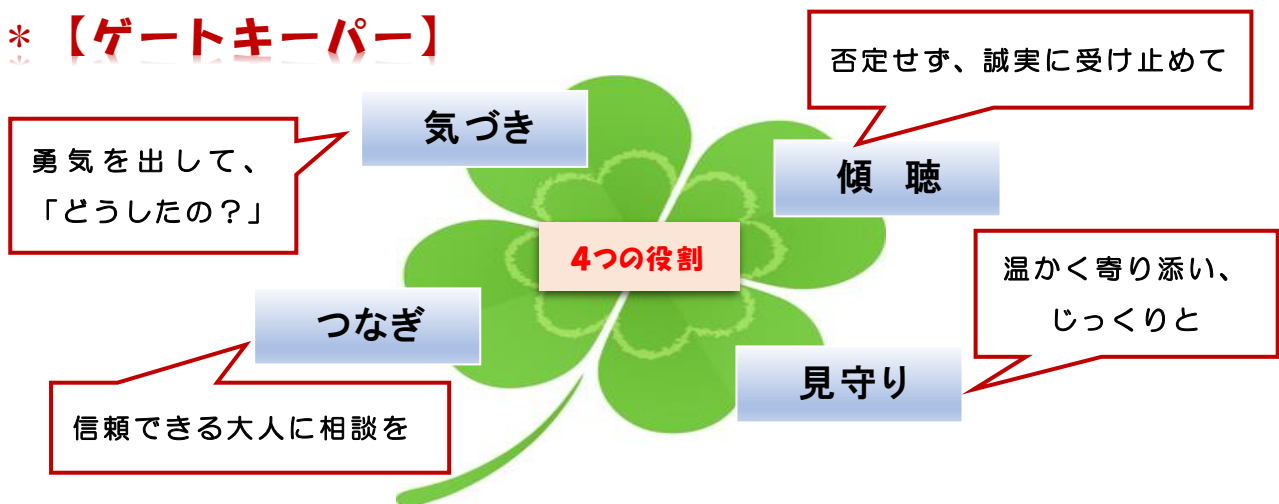 *【ゲートキーパー】
気づき
勇気を出して、
「どうしたの？」
否定せず、誠実に受け止めて
傾 聴
4つの役割
つなぎ
信頼できる大人に相談を
温かく寄り添い、
じっくりと
見守り